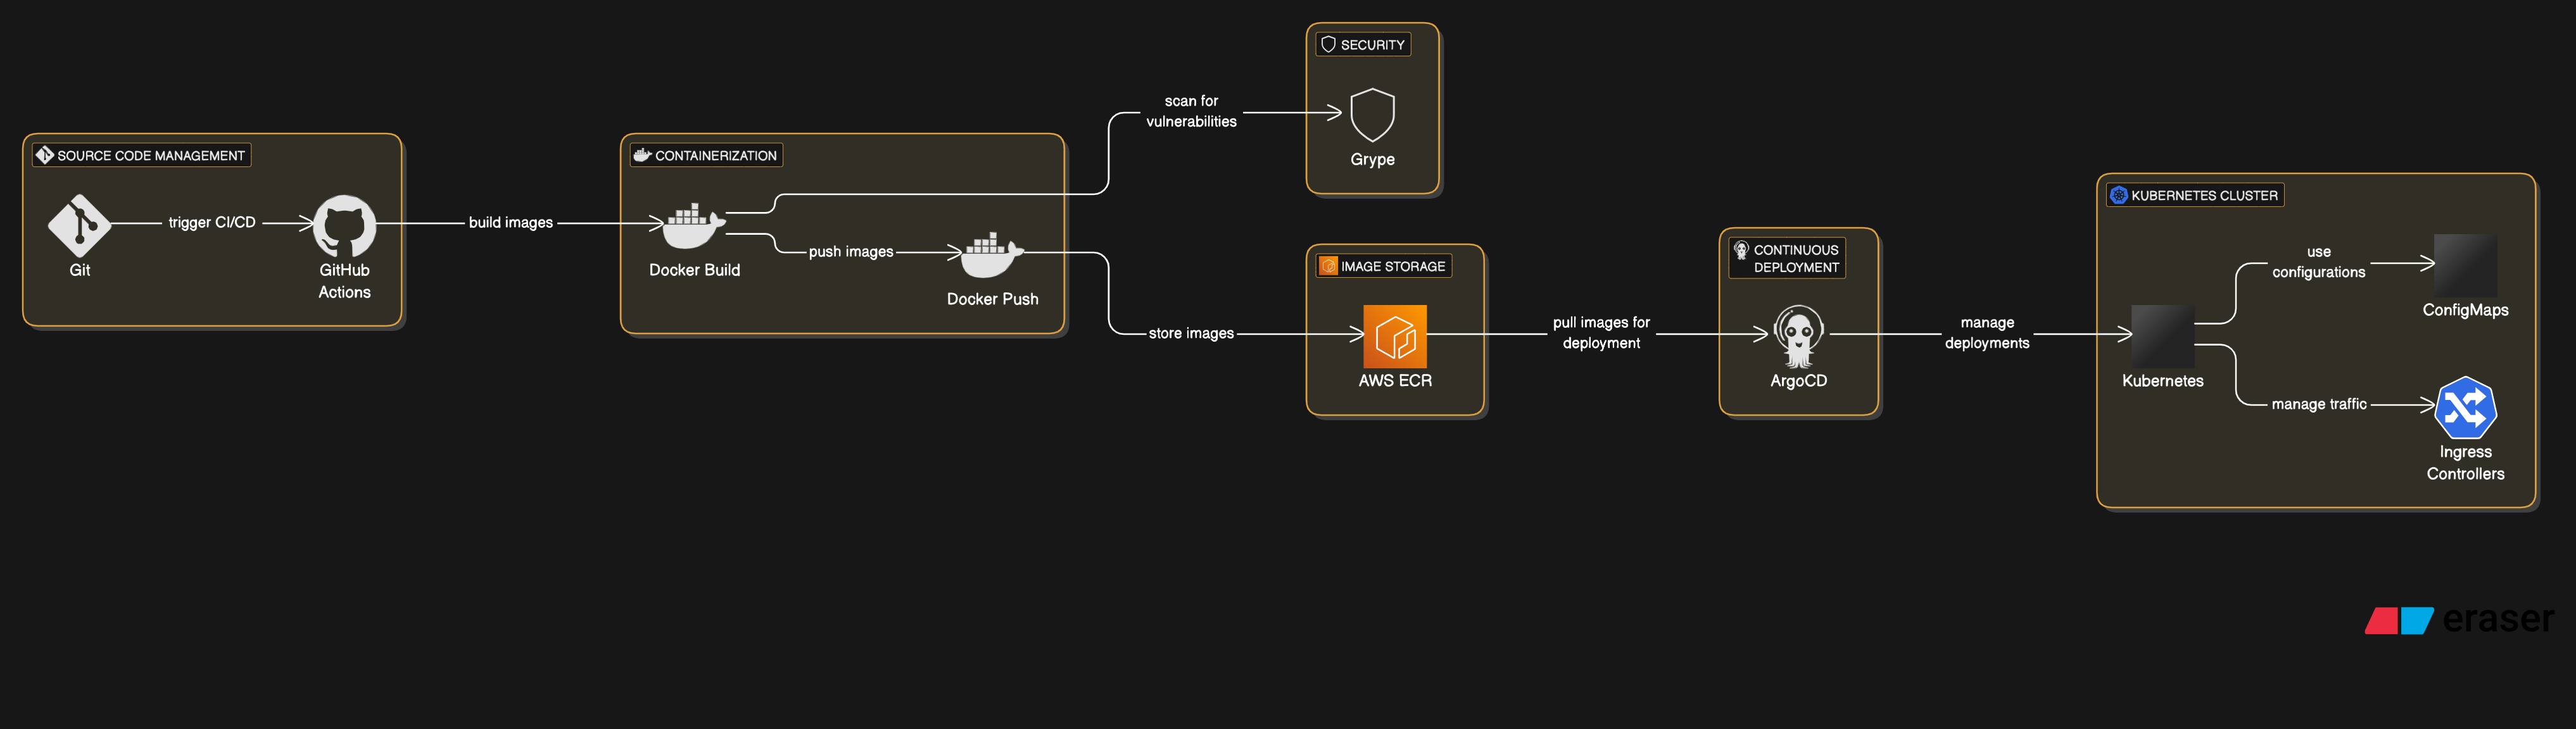 SOURCE CODE MANAGEMENT
Git
trigger CI/CD
GitHub
Actions
build images
CONTAINERIZATION
Docker Build
push images
Docker Push
scan for
vulnerabilities
SECURITY
Grype
store images
IMAGE STORAGE
AWS ECR
pull images for
deployment
CONTINUOUS
DEPLOYMENT
ArgoCD
manage
deployments
KUBERNETES CLUSTER
Kubernetes
use
configurations
ConfigMaps
manage traffic
Ingress
Controllers
eraser